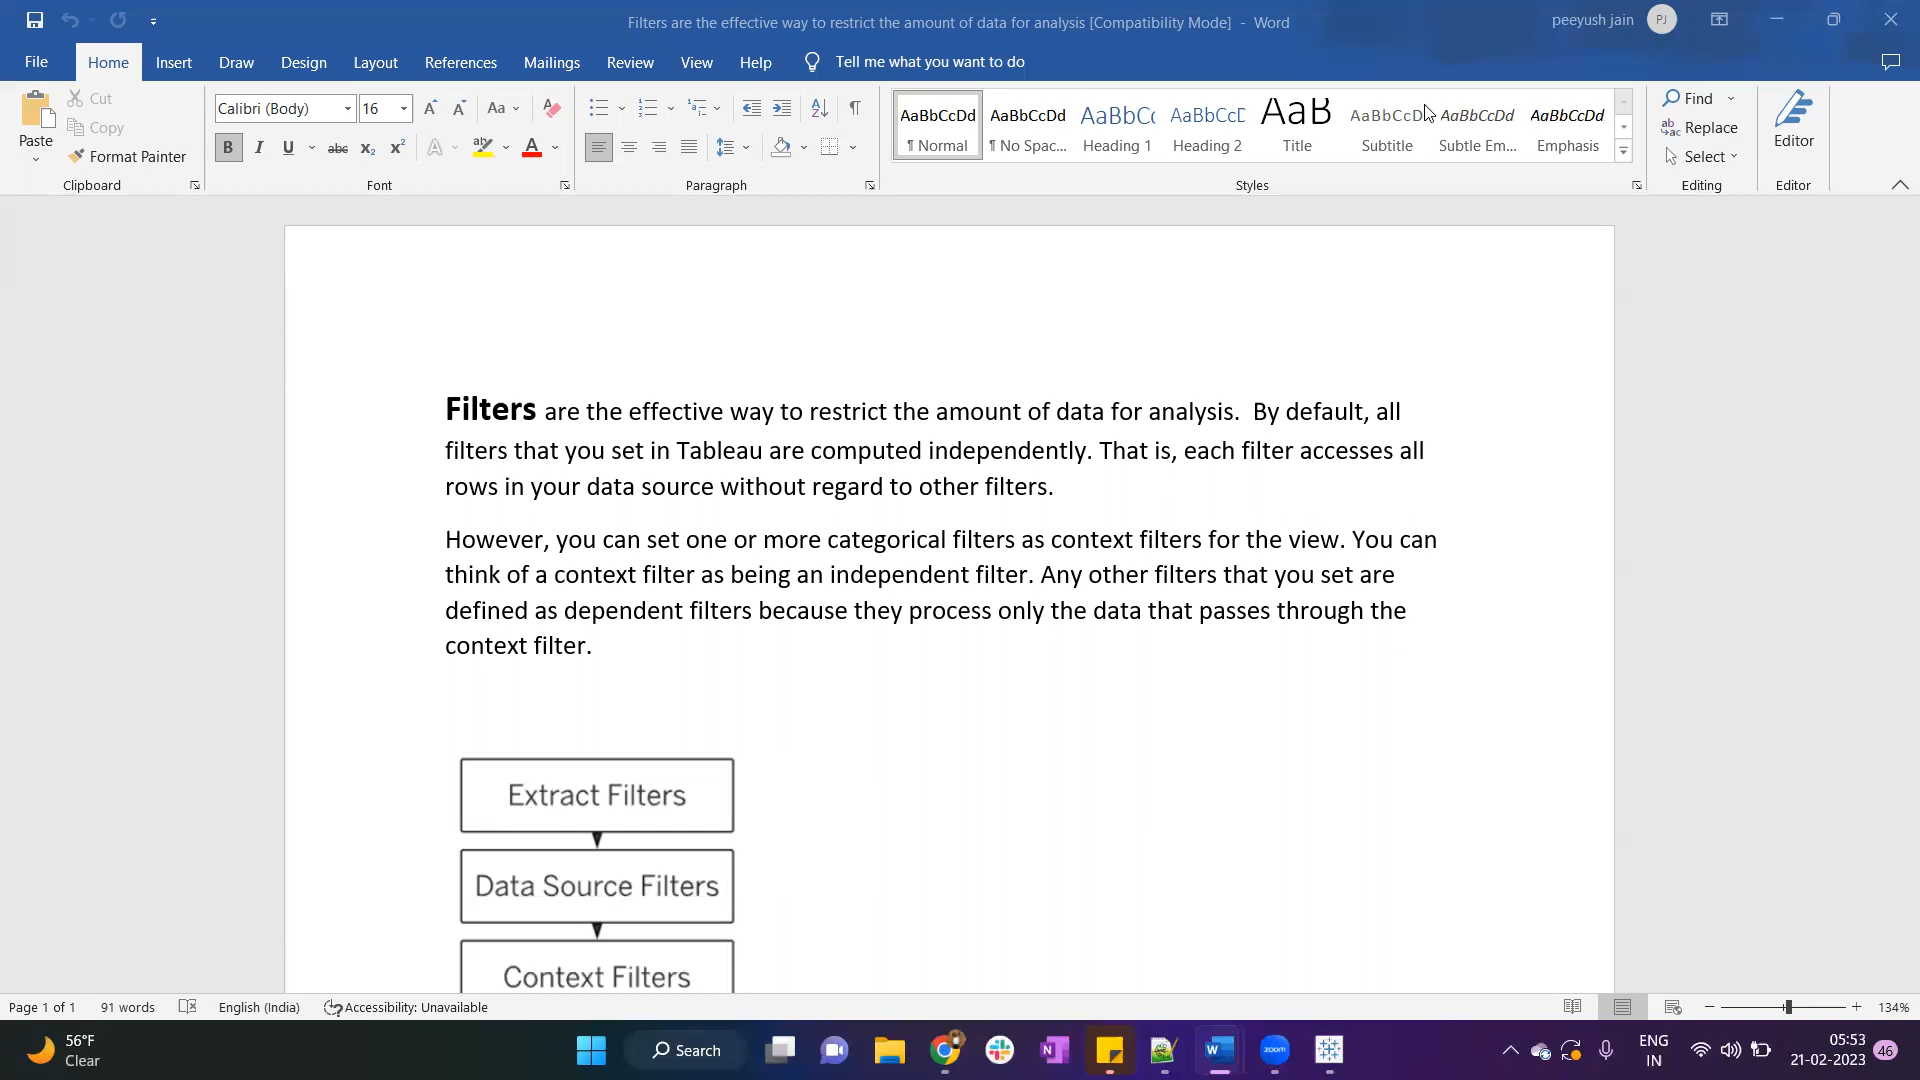 Filters are the effective way to restrict the amount of data for analysis [Compatibility Mode] - Word
peeyush jain PJ
File Home Insert Draw Design Layout References Mailings Review View Help Tell me what you want to do
Paste
Cut
Copy
Format Painter
Clipboard
Calibri (Body) 16
Font
Paragraph
AaBbCcDd AaBbCcDd AaBbCc AaBbCcD AaB AaBbCcD AaBbCcDd AaBbCcDd
¶ Normal ¶ No Spac... Heading 1 Heading 2 Title Subtitle Subtle Em... Emphasis
Styles
Find
Replace
Select
Editing
Editor
Editor
Filters are the effective way to restrict the amount of data for analysis.  By default, all
filters that you set in Tableau are computed independently. That is, each filter accesses all
rows in your data source without regard to other filters.
However, you can set one or more categorical filters as context filters for the view. You can
think of a context filter as being an independent filter. Any other filters that you set are
defined as dependent filters because they process only the data that passes through the
context filter.
Extract Filters
Data Source Filters
Context Filters
Page 1 of 1 91 words English (India) Accessibility: Unavailable 134%
56°F
Clear
Search
zoom
ENG
IN
05:53
21-02-2023
46